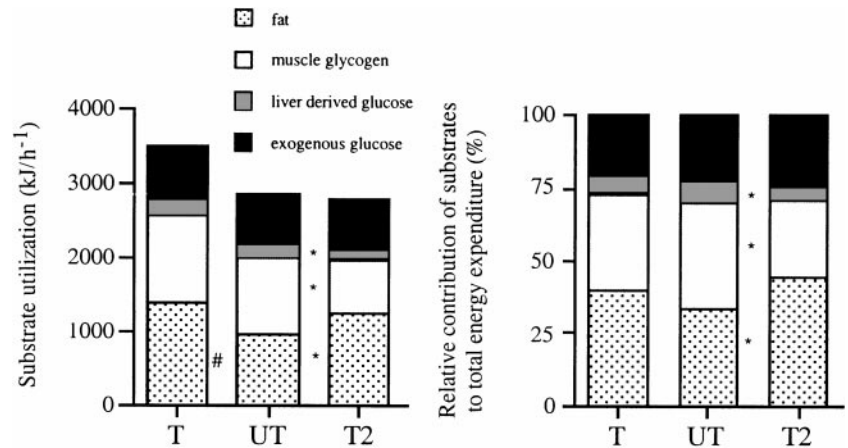 fat
muscle glycogen
liver derived glucose
exogenous glucose
Substrate utilization (kJ/h⁻¹)
4000
3000
2000
1000
0
#
*
*
*
T
UT
T2
Relative contribution of substrates
to total energy expenditure (%)
100
75
50
25
0
*
*
*
T
UT
T2